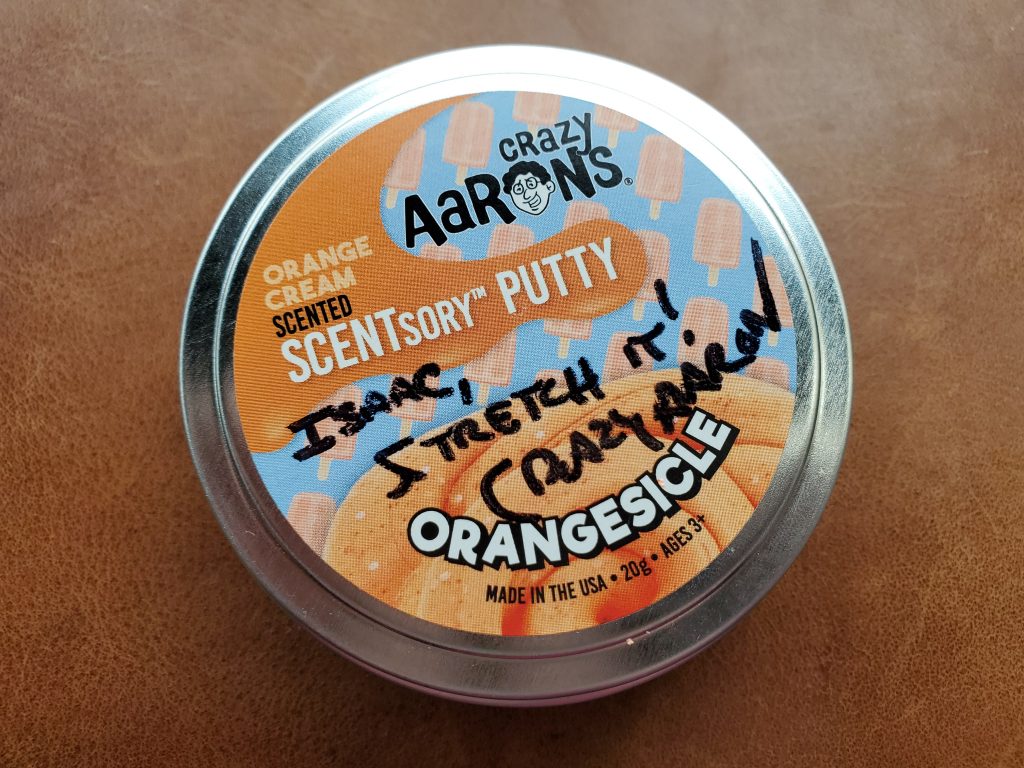 CRazy
AaRONS®
ORANGE
CREAM
SCENTED
SCENTSORY™ PUTTY
ISAAC,
STRETCH IT!
CRAZY AARON
ORANGESICLE
MADE IN THE USA • 20g • AGES 3+